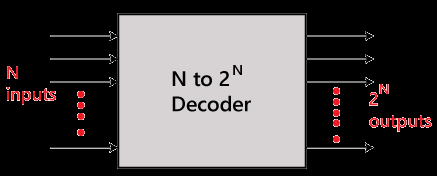 N
inputs
N to 2^N
Decoder
2^N
outputs